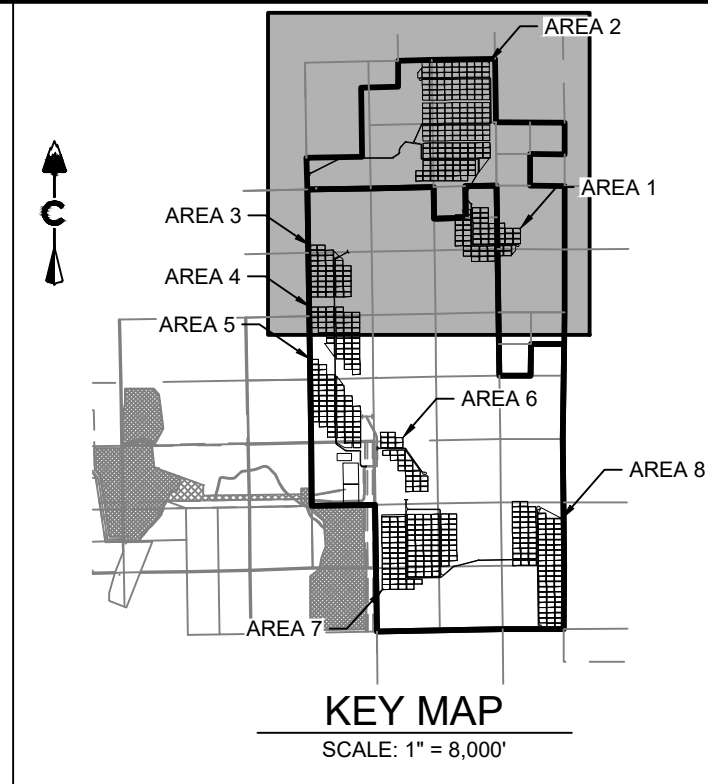 AREA 2
AREA 1
AREA 3
AREA 4
AREA 5
AREA 6
AREA 8
AREA 7
KEY MAP
SCALE: 1" = 8,000'